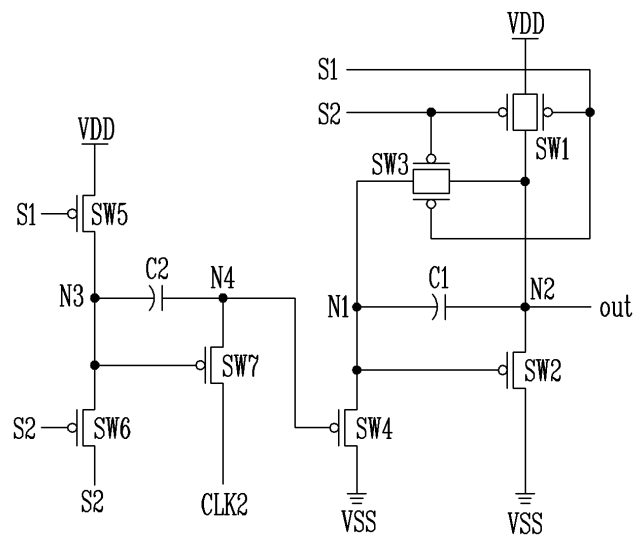 VDD
S1
S2
SW1
VDD
SW3
S1
SW5
C2
N4
N3
N1
C1
N2
out
SW7
SW2
S2
SW6
SW4
S2
CLK2
VSS
VSS